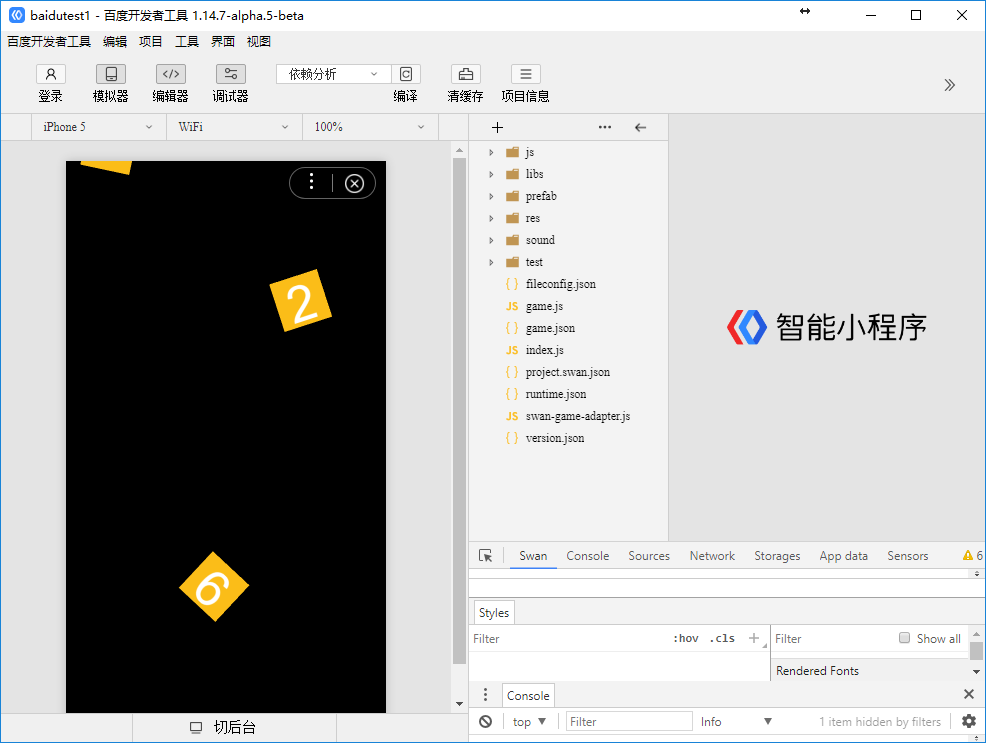 baidutest1 - 百度开发者工具 1.14.7-alpha.5-beta
百度开发者工具 编辑 项目 工具 界面 视图
依赖分析
登录 模拟器 编辑器 调试器 编译 清缓存 项目信息
iPhone 5 WiFi 100%
2
6
切后台
js
libs
prefab
res
sound
test
fileconfig.json
JS game.js
game.json
JS index.js
project.swan.json
runtime.json
JS swan-game-adapter.js
version.json
智能小程序
Swan Console Sources Network Storages App data Sensors 6
Styles
Filter :hov .cls Filter Show all
Rendered Fonts
Console
top Filter Info 1 item hidden by filters